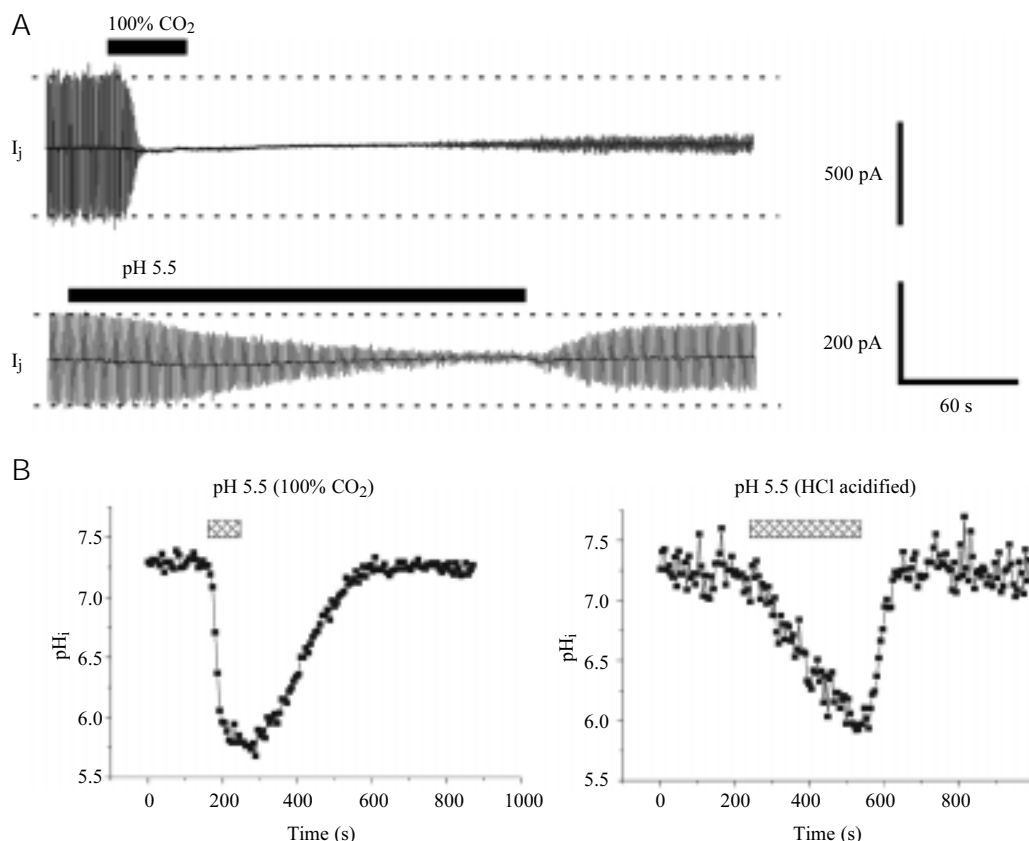 A
100% CO2
Ij
500 pA
pH 5.5
Ij
200 pA
60 s
B
pH 5.5 (100% CO2)
7.5
7.0
6.5
6.0
5.5
pHi
0 200 400 600 800 1000
Time (s)
pH 5.5 (HCl acidified)
7.5
7.0
6.5
6.0
5.5
pHi
0 200 400 600 800
Time (s)